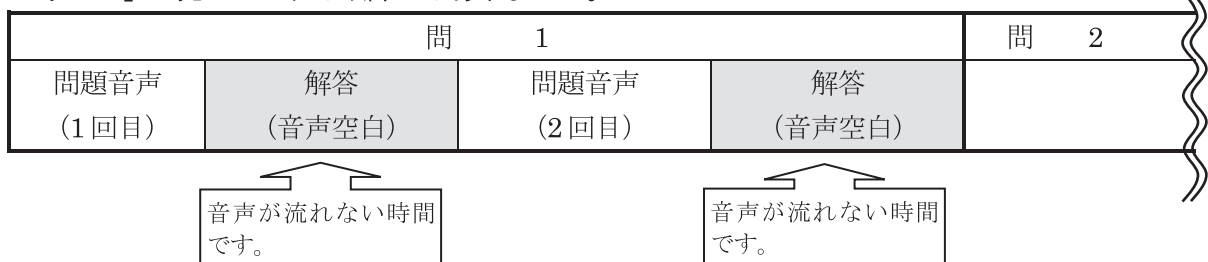 問 1 問 2
問題音声 解答 問題音声 解答
(1回目) (音声空白) (2回目) (音声空白)
音声が流れない時間 音声が流れない時間
です。 です。